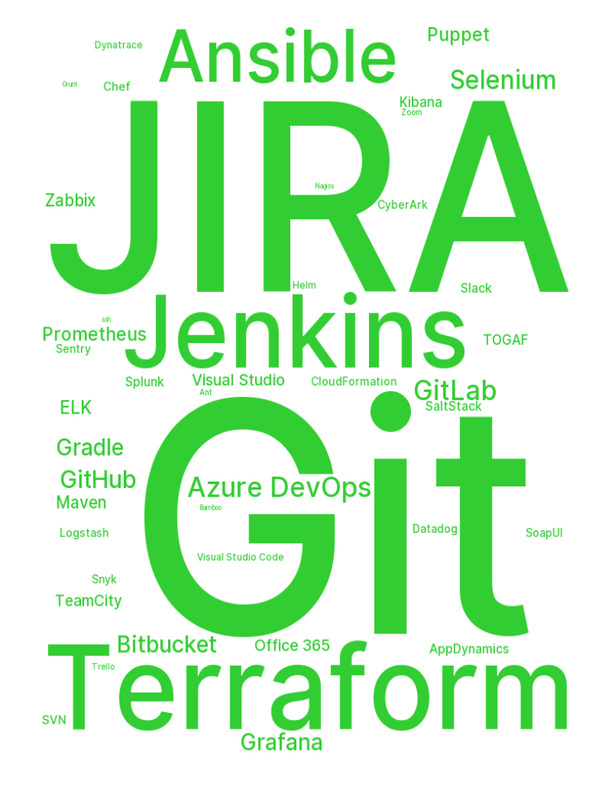 Ansible
Puppet
Dynatrace
Selenium
Grunt
Chef
Kibana
Zoom
JIRA
Nagios
Zabbix
CyberArk
Helm
Slack
Jenkins
ssh
Prometheus
TOGAF
Sentry
Splunk
Visual Studio
CloudFormation
GitLab
Ant
SaltStack
ELK
Git
Gradle
GitHub
Azure DevOps
Maven
Bamboo
Logstash
Datadog
SoapUI
Visual Studio Code
Snyk
TeamCity
Bitbucket
Office 365
AppDynamics
Trello
Terraform
SVN
Grafana